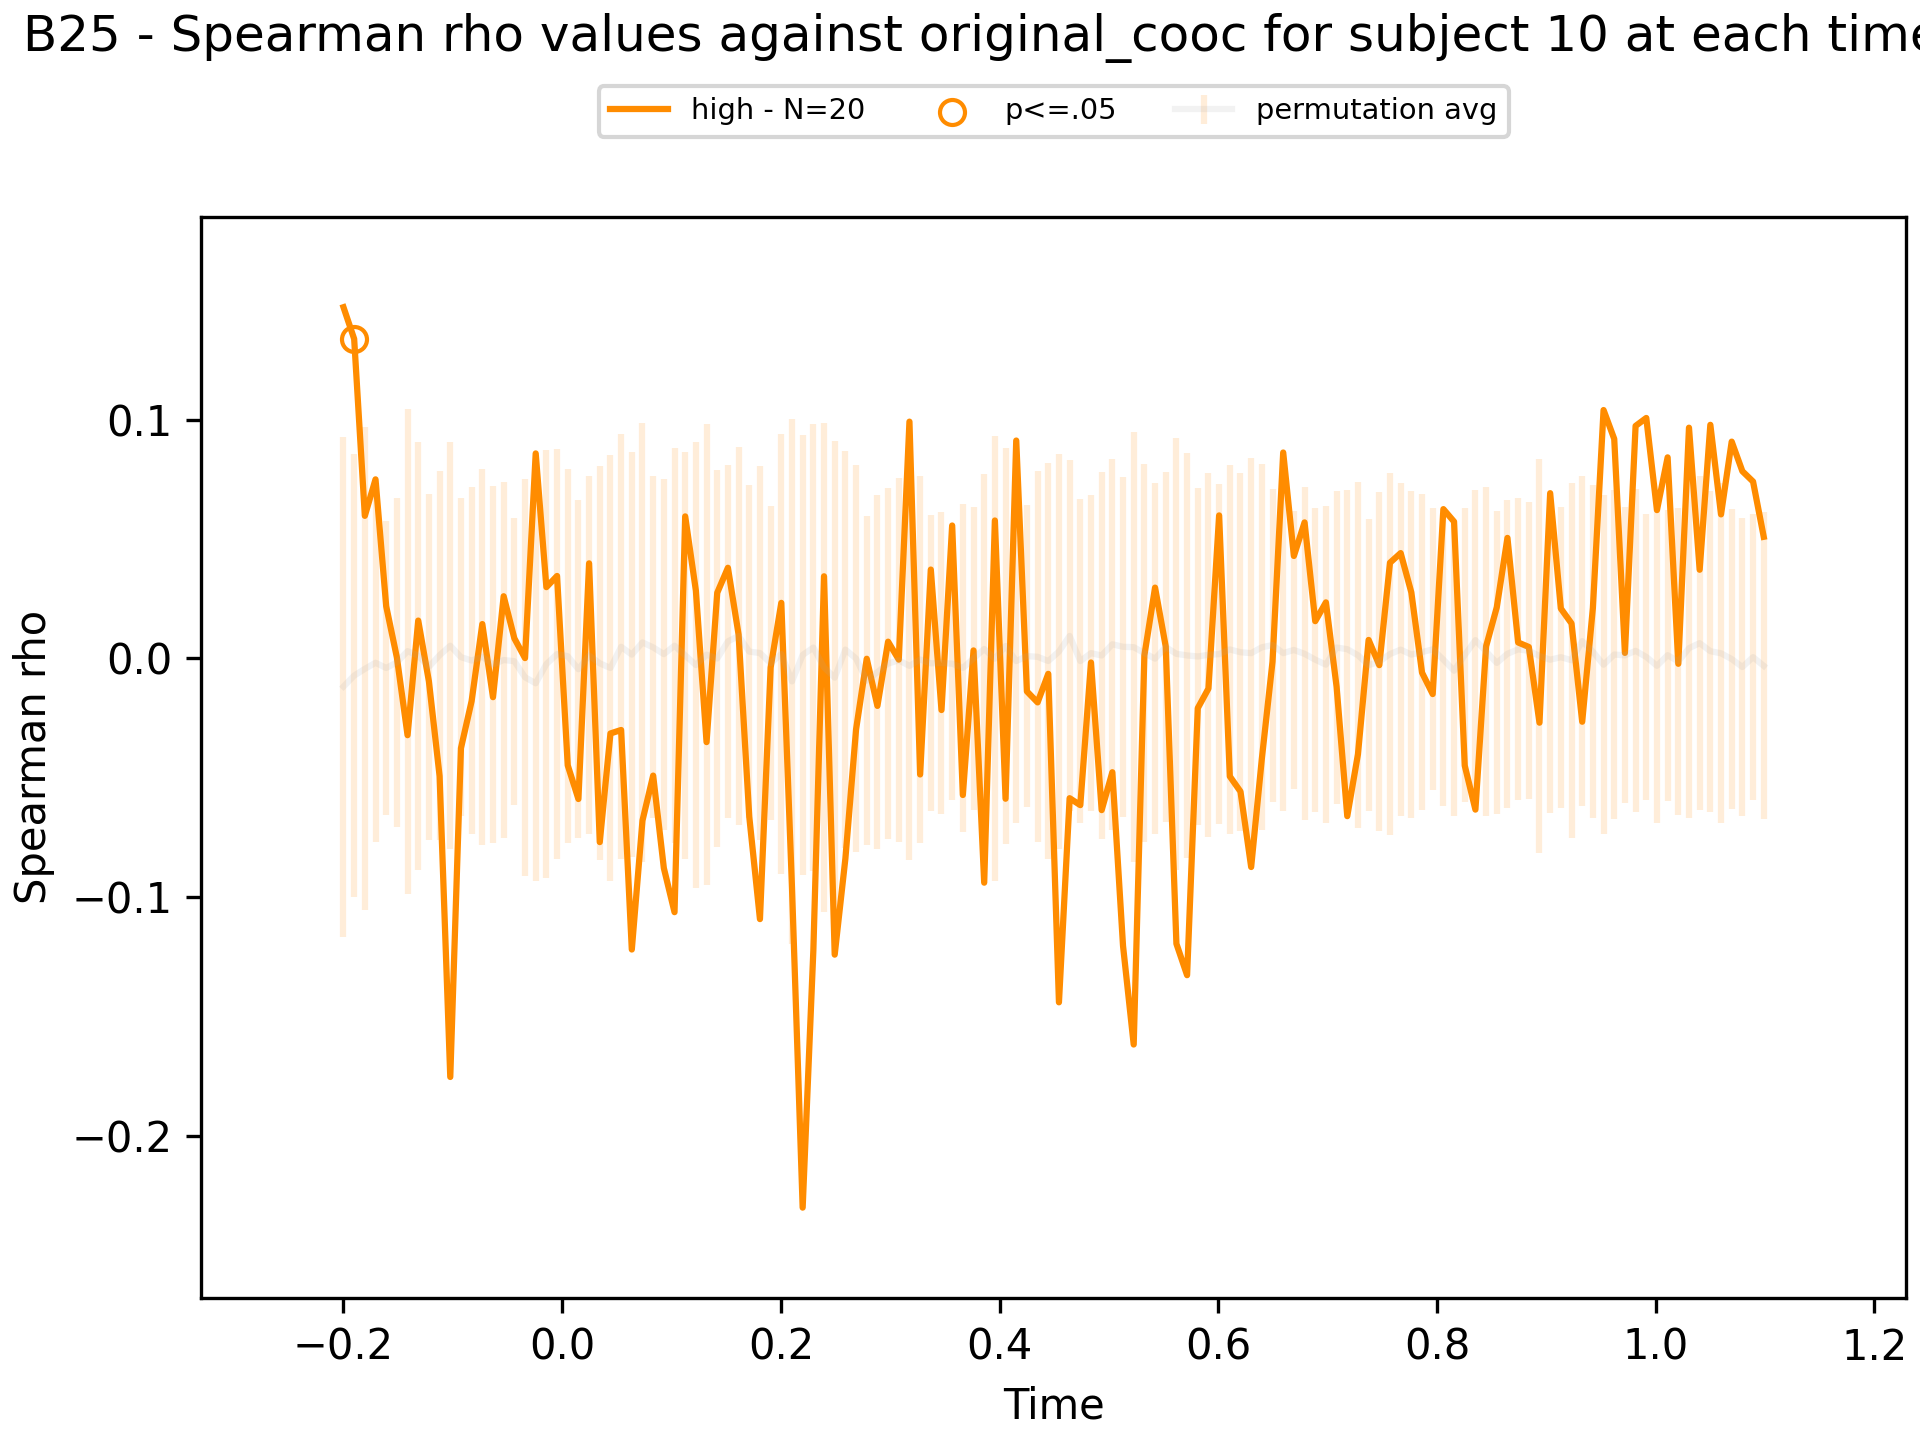 B25 - Spearman rho values against original_cooc for subject 10 at each time
high - N=20 p<=.05 permutation avg
0.1
0.0
−0.1
−0.2
Spearman rho
−0.2 0.0 0.2 0.4 0.6 0.8 1.0 1.2
Time